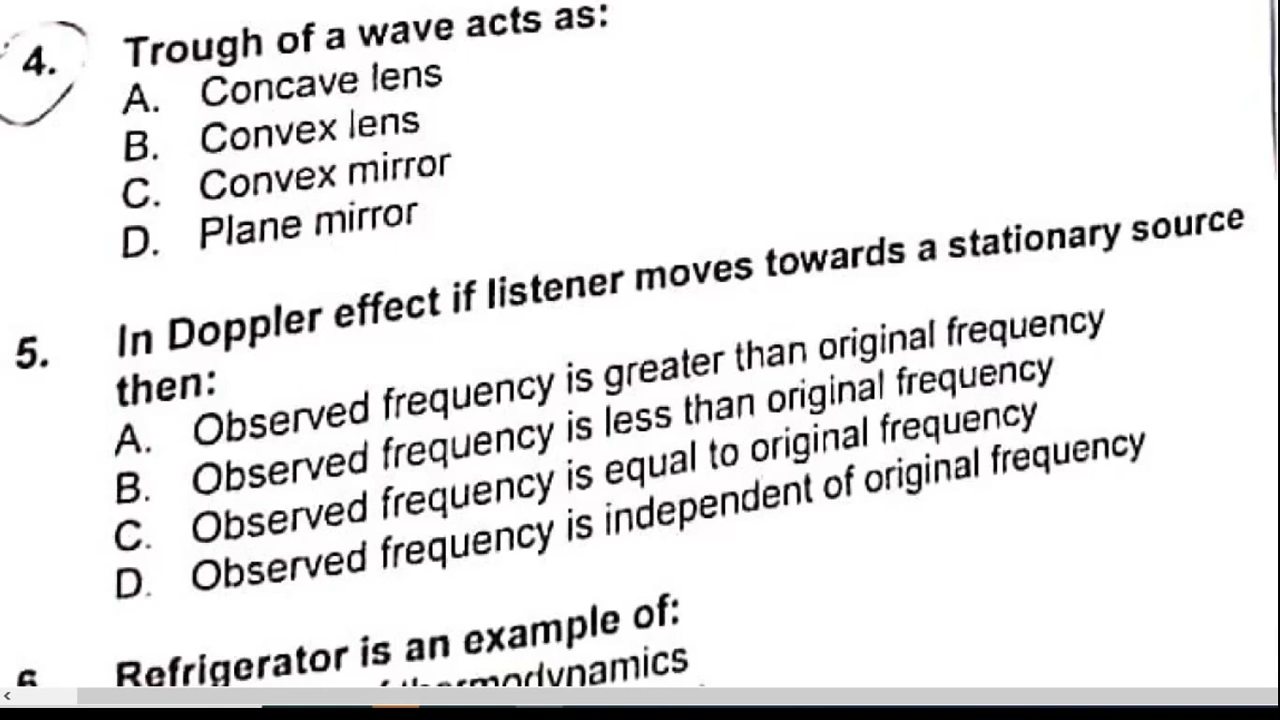 4. Trough of a wave acts as:
A. Concave lens
B. Convex lens
C. Convex mirror
D. Plane mirror
5. In Doppler effect if listener moves towards a stationary source
then:
A. Observed frequency is greater than original frequency
B. Observed frequency is less than original frequency
C. Observed frequency is equal to original frequency
D. Observed frequency is independent of original frequency
6 Refrigerator is an example of:
thermodynamics